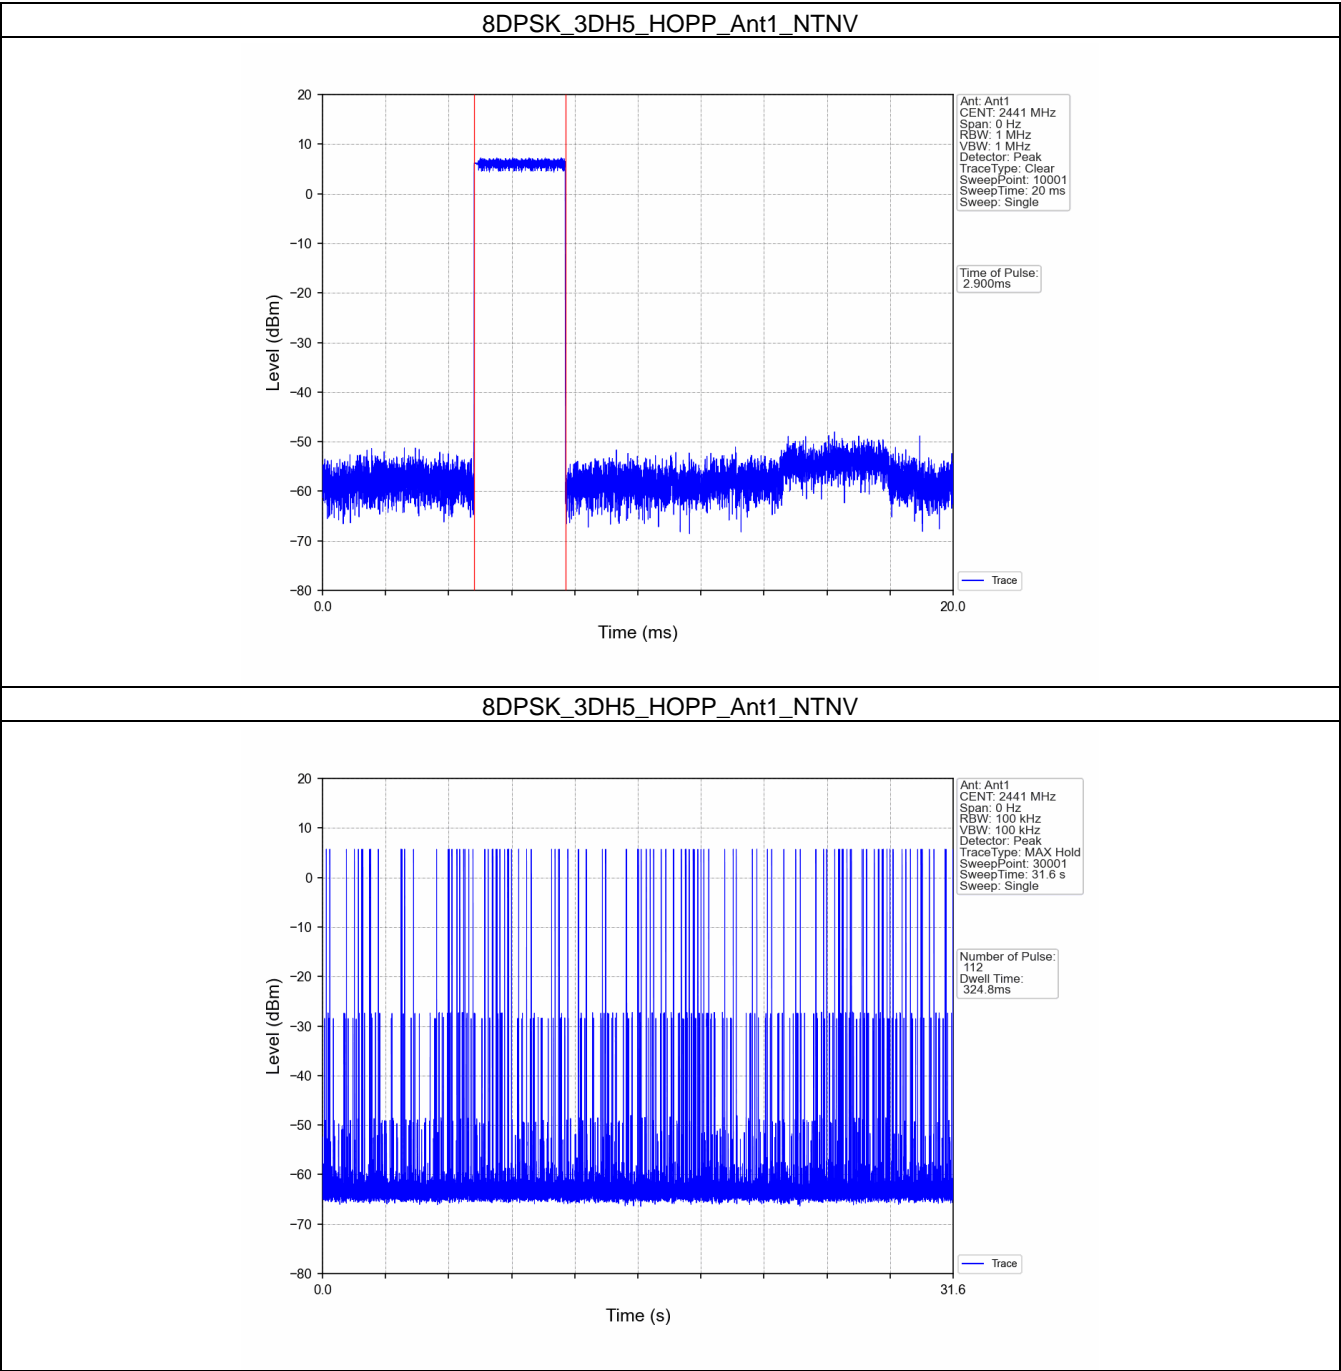 8DPSK_3DH5_HOPP_Ant1_NTNV
20
10
0
−10
−20
−30
−40
−50
−60
−70
−80
Level (dBm)
0.0
20.0
Time (ms)
Ant: Ant1
CENT: 2441 MHz
Span: 0 Hz
RBW: 1 MHz
VBW: 1 MHz
Detector: Peak
TraceType: Clear
SweepPoint: 10001
SweepTime: 20 ms
Sweep: Single
Time of Pulse:
2.900ms
Trace
8DPSK_3DH5_HOPP_Ant1_NTNV
20
10
0
−10
−20
−30
−40
−50
−60
−70
−80
Level (dBm)
0.0
31.6
Time (s)
Ant: Ant1
CENT: 2441 MHz
Span: 0 Hz
RBW: 100 kHz
VBW: 100 kHz
Detector: Peak
TraceType: MAX Hold
SweepPoint: 30001
SweepTime: 31.6 s
Sweep: Single
Number of Pulse:
112
Dwell Time:
324.8ms
Trace